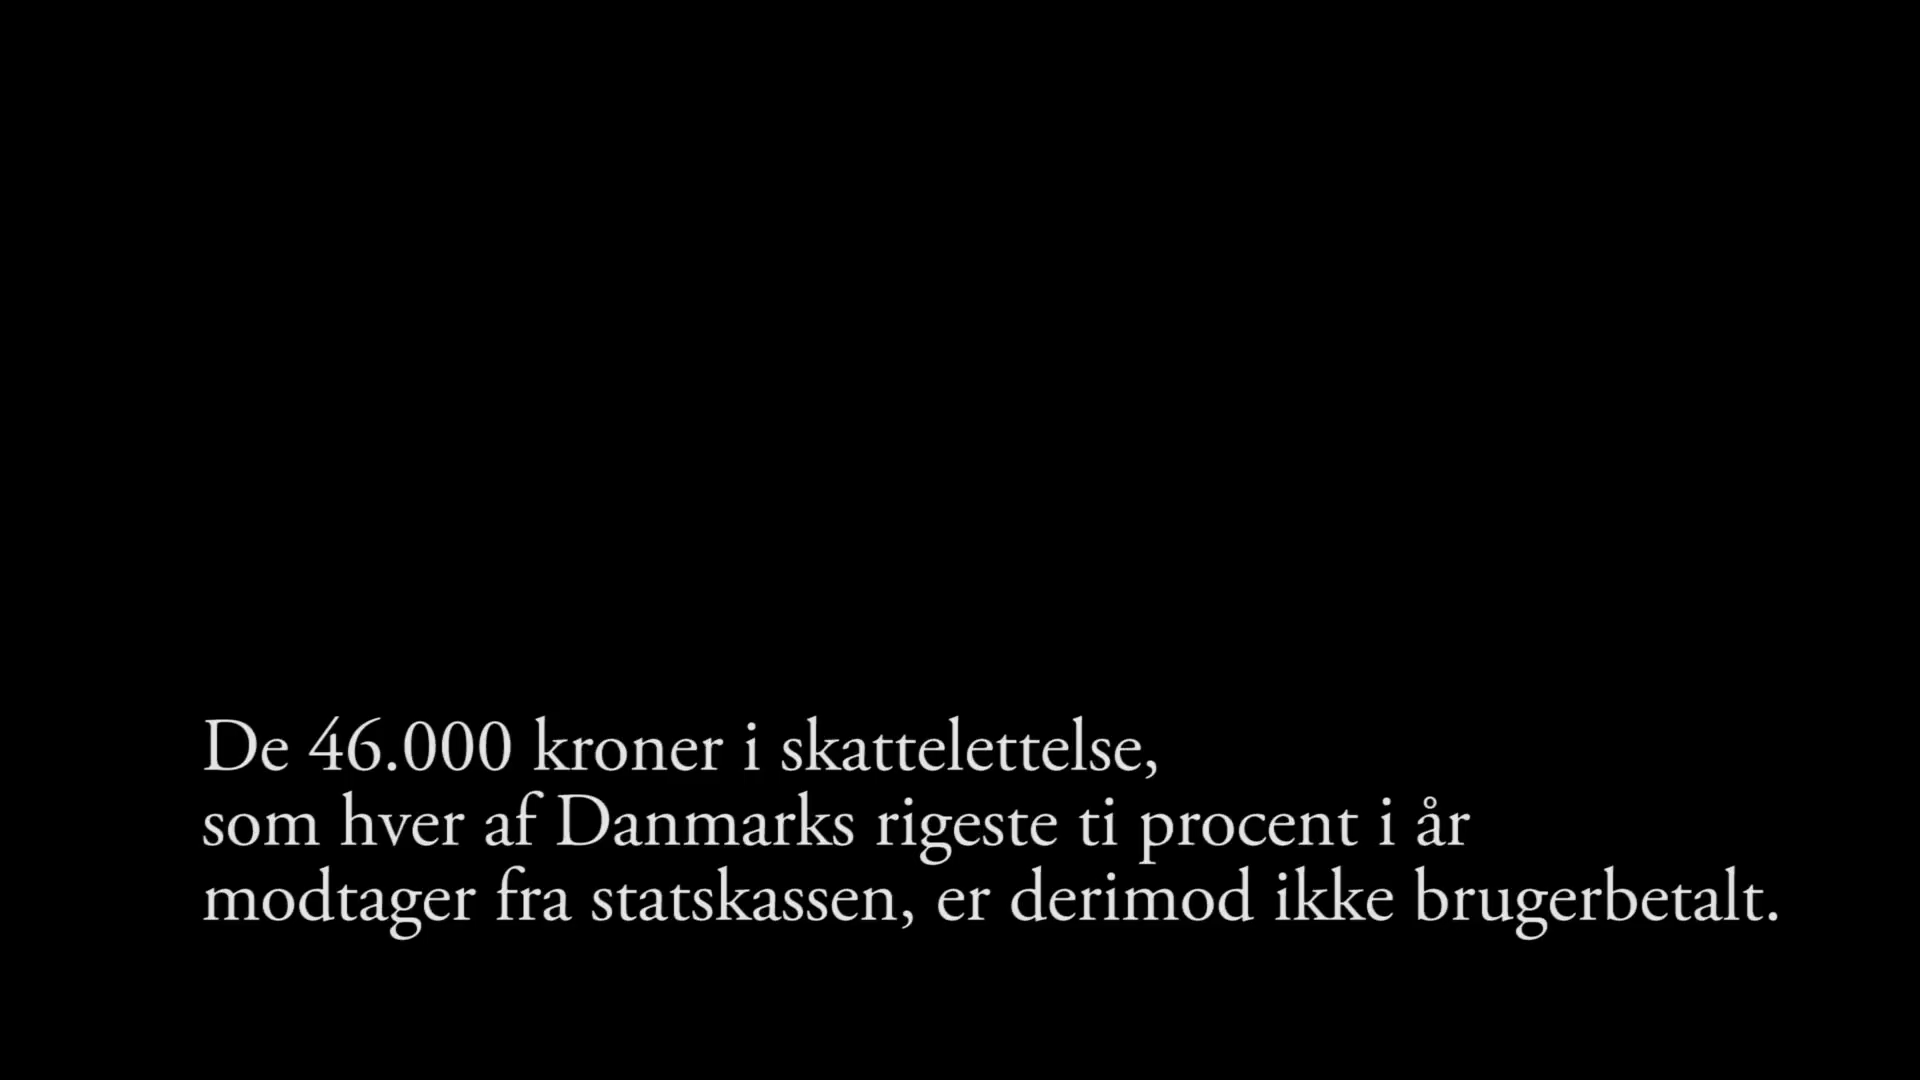 De 46.000 kroner i skattelettelse,
som hver af Danmarks rigeste ti procent i år
modtager fra statskassen, er derimod ikke brugerbetalt.